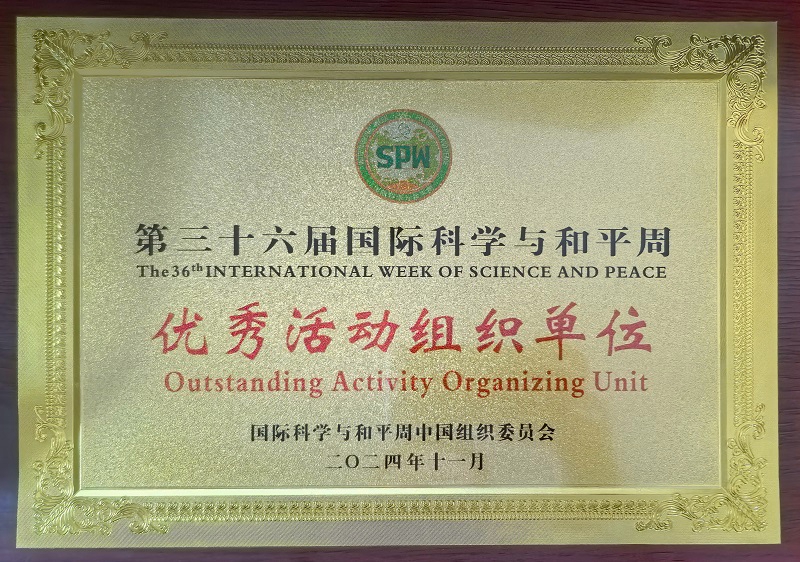 SPW
第三十六届国际科学与和平周
The 36th INTERNATIONAL WEEK OF SCIENCE AND PEACE
优秀活动组织单位
Outstanding Activity Organizing Unit
国际科学与和平周中国组织委员会
二〇二四年十一月